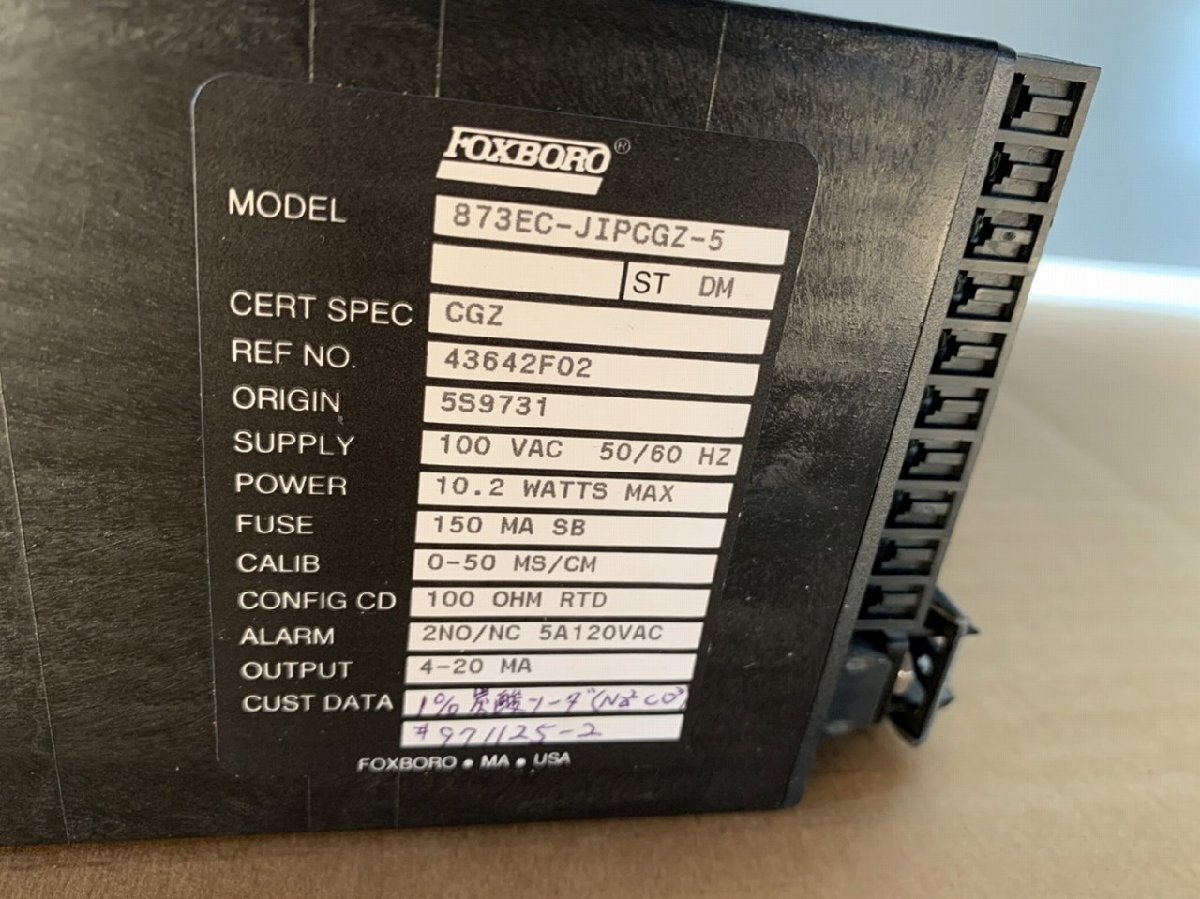 FOXBORO®
MODEL 873EC-JIPCGZ-5
ST DM
CERT SPEC CGZ
REF NO. 43642F02
ORIGIN 5S9731
SUPPLY 100 VAC 50/60 HZ
POWER 10.2 WATTS MAX
FUSE 150 MA SB
CALIB 0-50 MS/CM
CONFIG CD 100 OHM RTD
ALARM 2NO/NC 5A120VAC
OUTPUT 4-20 MA
CUST DATA 1%炭酸ソーダ(Na²CO³)
#971125-2
FOXBORO • MA • USA